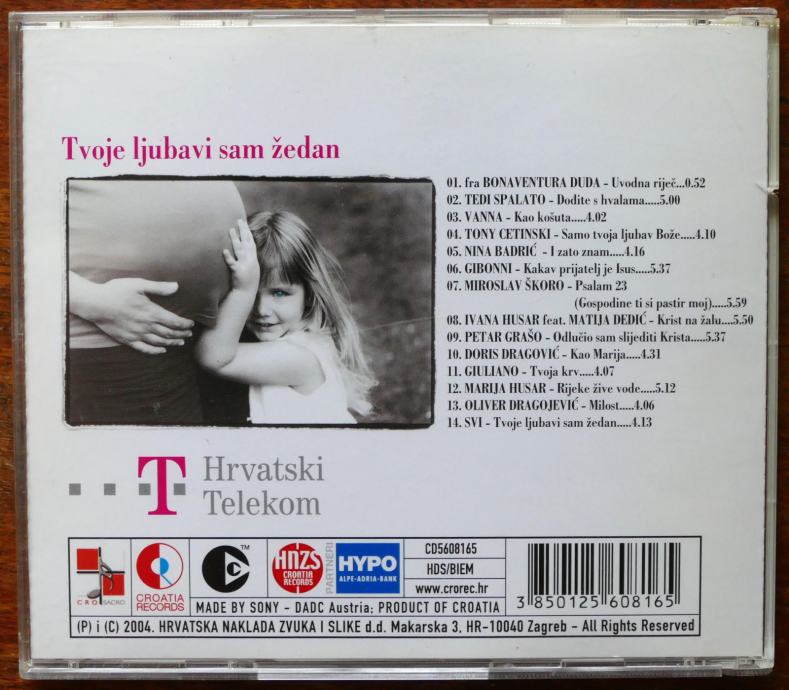 Tvoje ljubavi sam žedan
01. fra BONAVENTURA DUDA - Uvodna riječ...0.52
02. TEDI SPALATO - Dođite s hvalama.....5.00
03. VANNA - Kao košuta.....4.02
04. TONY CETINSKI - Samo tvoja ljubav Bože.....4.10
05. NINA BADRIĆ - I zato znam.....4.16
06. GIBONNI - Kakav prijatelj je Isus.....5.37
07. MIROSLAV ŠKORO - Psalam 23
(Gospodine ti si pastir moj).....5.59
08. IVANA HUSAR feat. MATIJA DEDIĆ - Krist na žalu....5.50
09. PETAR GRAŠO - Odlučio sam slijediti Krista.....5.37
10. DORIS DRAGOVIĆ - Kao Marija.....4.31
11. GIULIANO - Tvoja krv.....4.07
12. MARIJA HUSAR - Rijeke žive vode.....5.12
13. OLIVER DRAGOJEVIĆ - Milost.....4.06
14. SVI - Tvoje ljubavi sam žedan.....4.13
T Hrvatski
Telekom
CRO SACRO
CROATIA
RECORDS
C TM
HNZS
CROATIA
RECORDS
PARTNERI
HYPO
ALPE-ADRIA-BANK
CD5608165
HDS/BIEM
www.crorec.hr
MADE BY SONY - DADC Austria; PRODUCT OF CROATIA
3 850125 608165
(P) i (C) 2004. HRVATSKA NAKLADA ZVUKA I SLIKE d.d. Makarska 3, HR-10040 Zagreb - All Rights Reserved